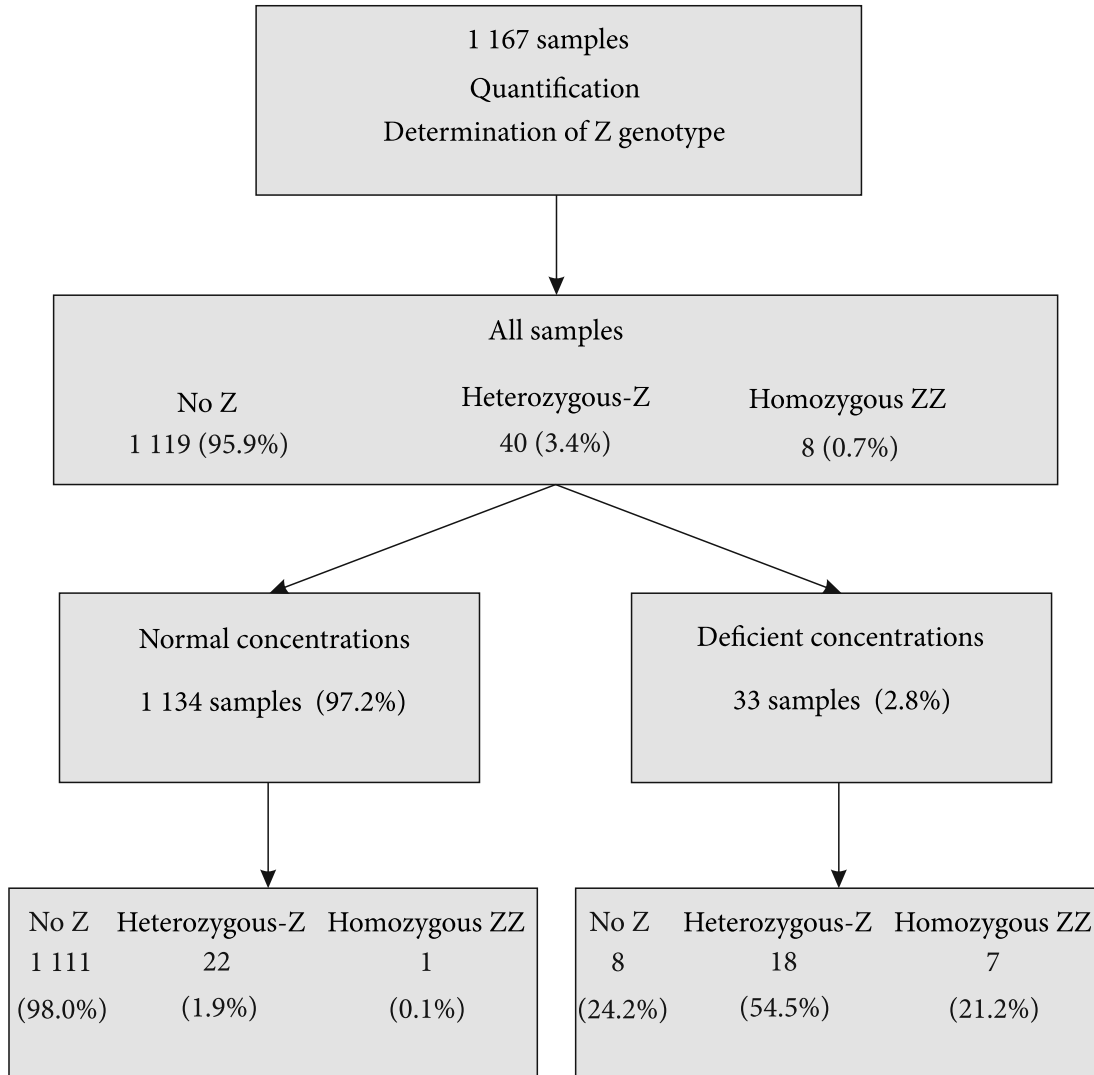 1 167 samples
Quantification
Determination of Z genotype
All samples
No Z Heterozygous-Z Homozygous ZZ
1 119 (95.9%) 40 (3.4%) 8 (0.7%)
Normal concentrations
1 134 samples (97.2%)
Deficient concentrations
33 samples (2.8%)
No Z Heterozygous-Z Homozygous ZZ
1 111 22 1
(98.0%) (1.9%) (0.1%)
No Z Heterozygous-Z Homozygous ZZ
8 18 7
(24.2%) (54.5%) (21.2%)